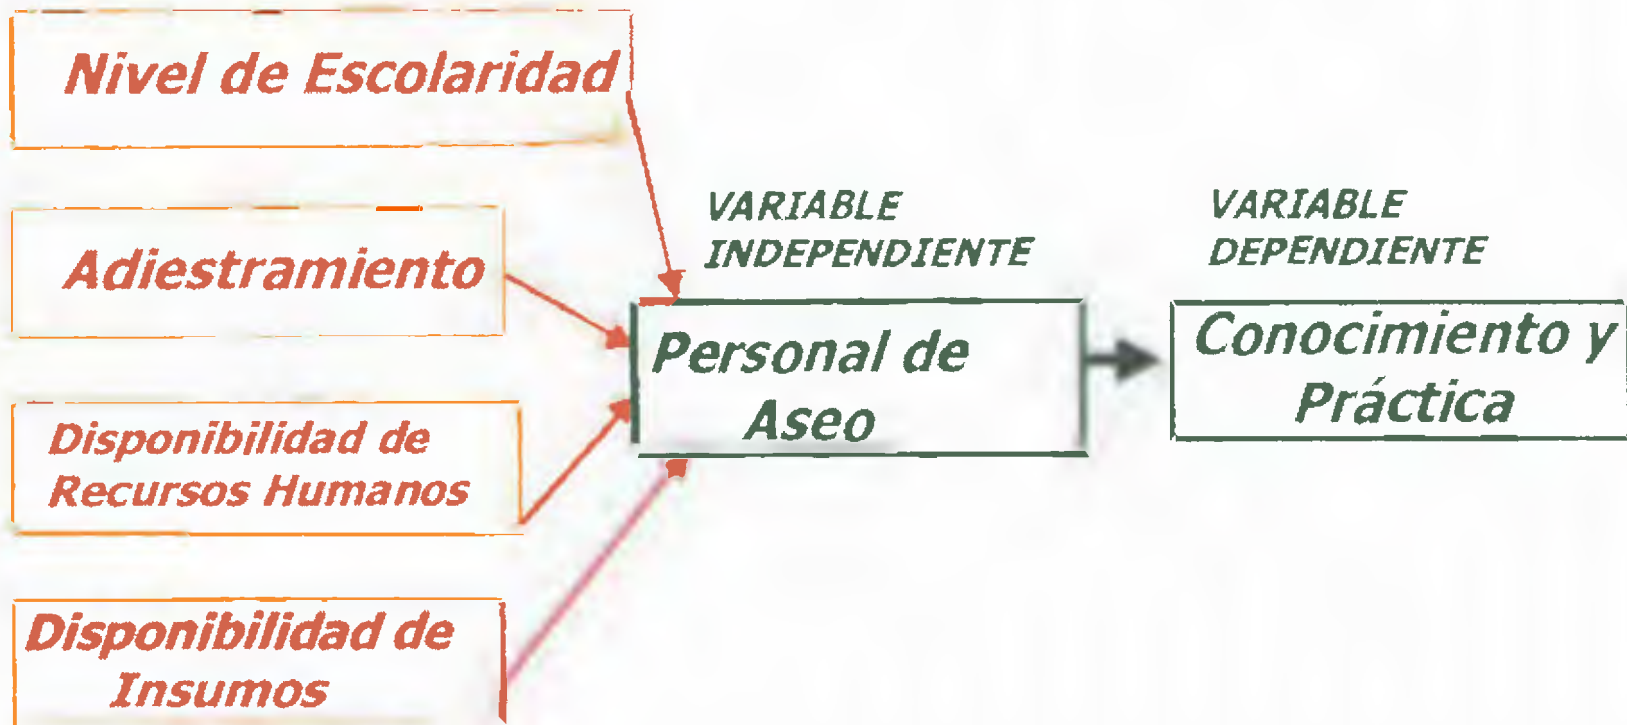 Nivel de Escolaridad
Adiestramiento
Disponibilidad de
Recursos Humanos
Disponibilidad de
Insumos
VARIABLE
INDEPENDIENTE
Personal de
Aseo
VARIABLE
DEPENDIENTE
Conocimiento y
Práctica